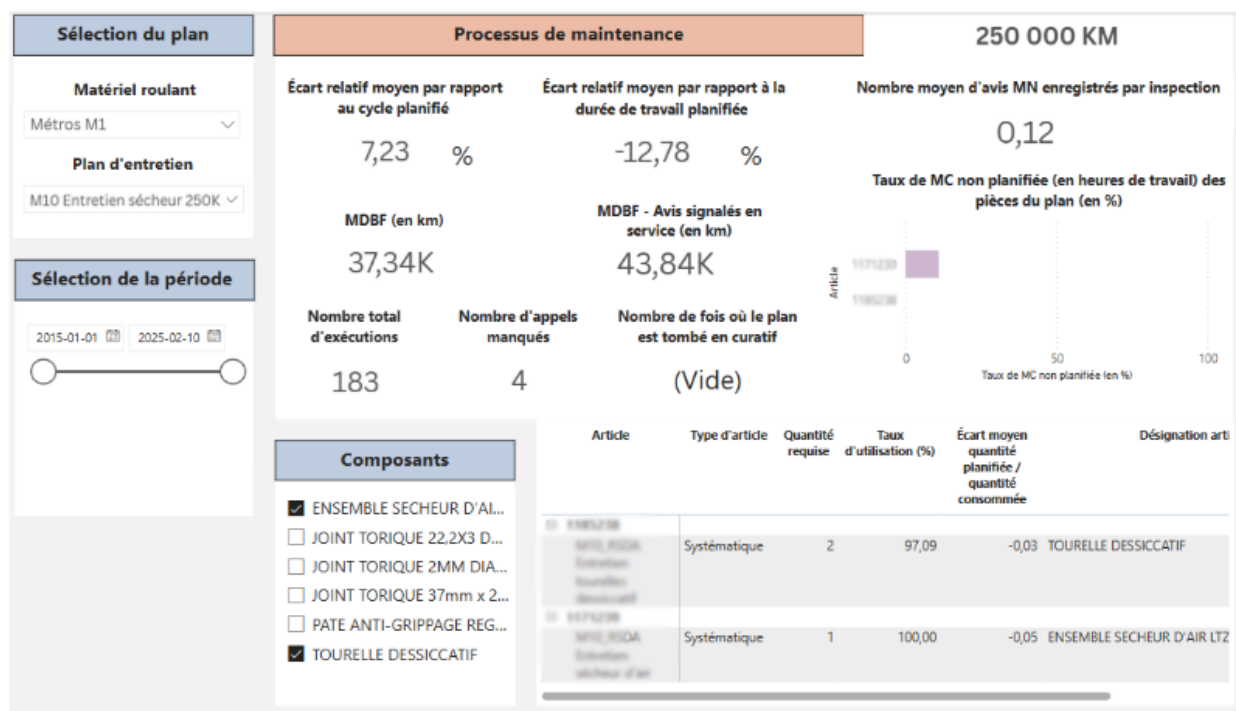 Sélection du plan
Matériel roulant
Métros M1
Plan d'entretien
M10 Entretien sécheur 250K
Sélection de la période
2015-01-01
2025-02-10
Processus de maintenance
250 000 KM
Écart relatif moyen par rapport
au cycle planifié
7,23 %
Écart relatif moyen par rapport à la
durée de travail planifiée
-12,78 %
Nombre moyen d'avis MN enregistrés par inspection
0,12
MDBF (en km)
37,34K
MDBF - Avis signalés en
service (en km)
43,84K
Taux de MC non planifiée (en heures de travail) des
pièces du plan (en %)
Article
1171239
1185238
0
50
100
Taux de MC non planifiée (en %)
Nombre total
d'exécutions
183
Nombre d'appels
manqués
4
Nombre de fois où le plan
est tombé en curatif
(Vide)
Composants
ENSEMBLE SECHEUR D'AI...
JOINT TORIQUE 22,2X3 D...
JOINT TORIQUE 2MM DIA...
JOINT TORIQUE 37mm x 2...
PATE ANTI-GRIPPAGE REG...
TOURELLE DESSICCATIF
Article
Type d'article
Quantité
requise
Taux
d'utilisation (%)
Écart moyen
quantité
planifiée /
quantité
consommée
Désignation arti
1185238
Systématique 2 97,09 -0,03 TOURELLE DESSICCATIF
1171239
Systématique 1 100,00 -0,05 ENSEMBLE SECHEUR D'AIR LTZ